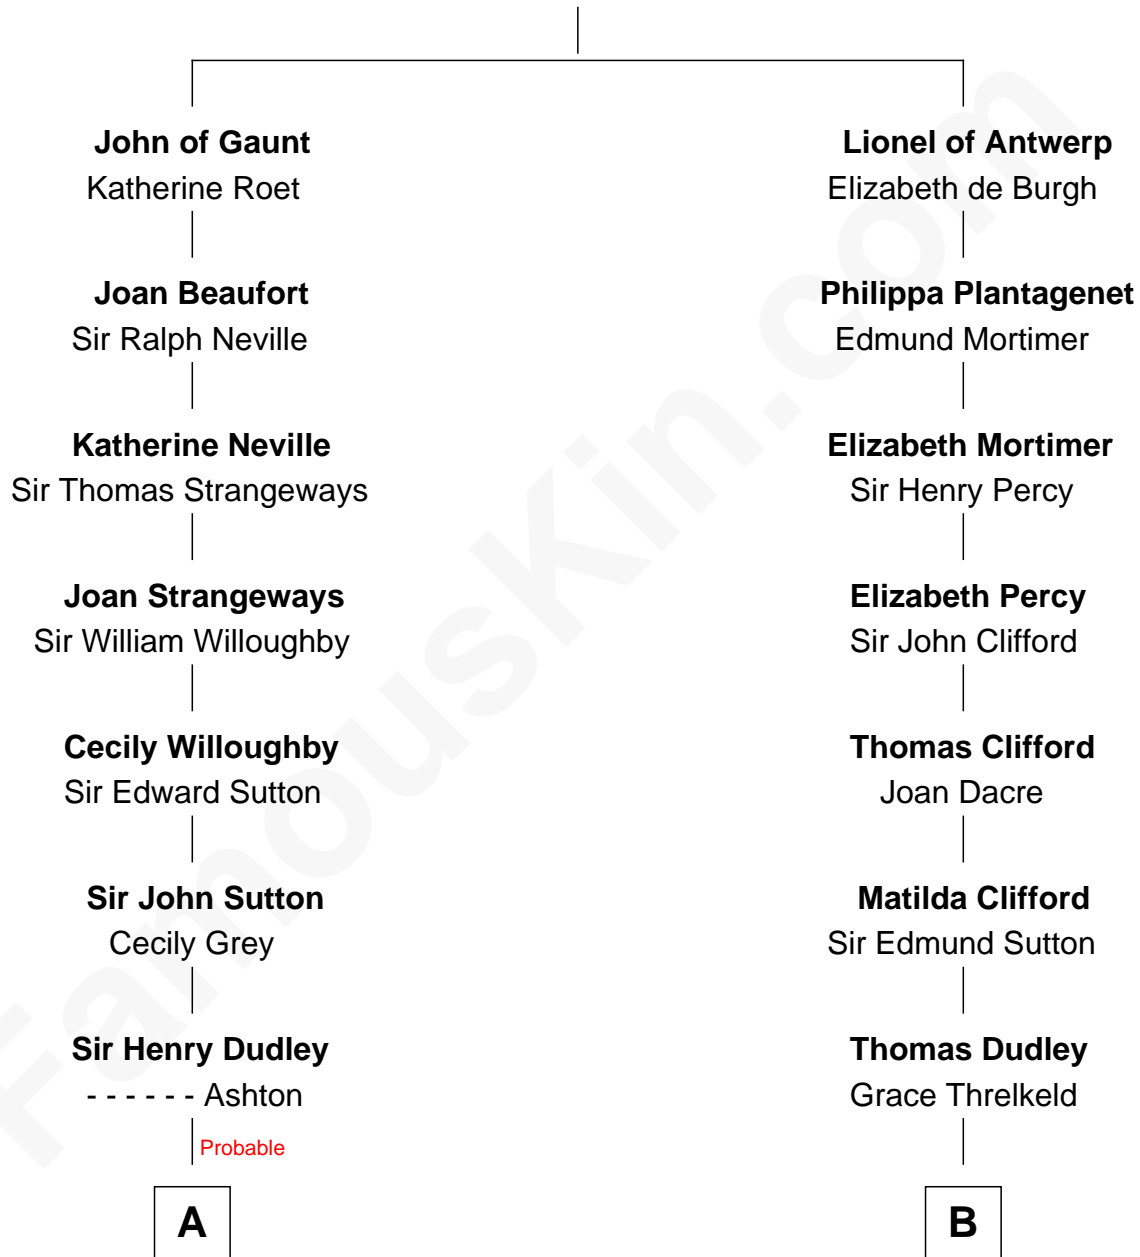 John of Gaunt
Katherine Roet
Joan Beaufort
Sir Ralph Neville
Katherine Neville
Sir Thomas Strangeways
Joan Strangeways
Sir William Willoughby
Cecily Willoughby
Sir Edward Sutton
Sir John Sutton
Cecily Grey
Sir Henry Dudley
- - - - - - Ashton
Probable
A
Lionel of Antwerp
Elizabeth de Burgh
Philippa Plantagenet
Edmund Mortimer
Elizabeth Mortimer
Sir Henry Percy
Elizabeth Percy
Sir John Clifford
Thomas Clifford
Joan Dacre
Matilda Clifford
Sir Edmund Sutton
Thomas Dudley
Grace Threlkeld
B
FamousKin.com